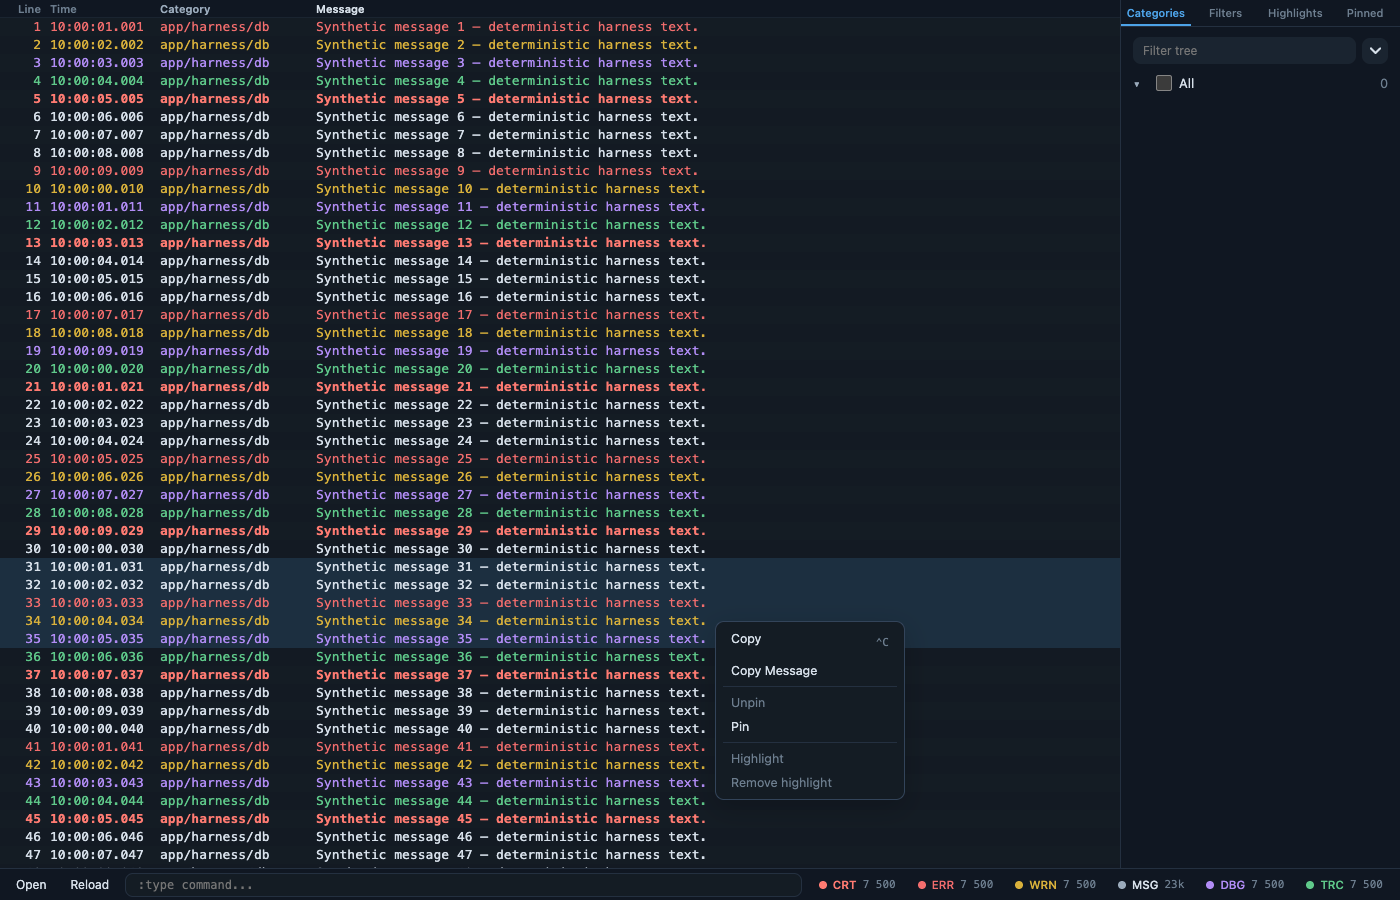 Line Time Category Message
1 10:00:01.001 app/harness/db Synthetic message 1 — deterministic harness text.
2 10:00:02.002 app/harness/db Synthetic message 2 — deterministic harness text.
3 10:00:03.003 app/harness/db Synthetic message 3 — deterministic harness text.
4 10:00:04.004 app/harness/db Synthetic message 4 — deterministic harness text.
5 10:00:05.005 app/harness/db Synthetic message 5 — deterministic harness text.
6 10:00:06.006 app/harness/db Synthetic message 6 — deterministic harness text.
7 10:00:07.007 app/harness/db Synthetic message 7 — deterministic harness text.
8 10:00:08.008 app/harness/db Synthetic message 8 — deterministic harness text.
9 10:00:09.009 app/harness/db Synthetic message 9 — deterministic harness text.
10 10:00:00.010 app/harness/db Synthetic message 10 — deterministic harness text.
11 10:00:01.011 app/harness/db Synthetic message 11 — deterministic harness text.
12 10:00:02.012 app/harness/db Synthetic message 12 — deterministic harness text.
13 10:00:03.013 app/harness/db Synthetic message 13 — deterministic harness text.
14 10:00:04.014 app/harness/db Synthetic message 14 — deterministic harness text.
15 10:00:05.015 app/harness/db Synthetic message 15 — deterministic harness text.
16 10:00:06.016 app/harness/db Synthetic message 16 — deterministic harness text.
17 10:00:07.017 app/harness/db Synthetic message 17 — deterministic harness text.
18 10:00:08.018 app/harness/db Synthetic message 18 — deterministic harness text.
19 10:00:09.019 app/harness/db Synthetic message 19 — deterministic harness text.
20 10:00:00.020 app/harness/db Synthetic message 20 — deterministic harness text.
21 10:00:01.021 app/harness/db Synthetic message 21 — deterministic harness text.
22 10:00:02.022 app/harness/db Synthetic message 22 — deterministic harness text.
23 10:00:03.023 app/harness/db Synthetic message 23 — deterministic harness text.
24 10:00:04.024 app/harness/db Synthetic message 24 — deterministic harness text.
25 10:00:05.025 app/harness/db Synthetic message 25 — deterministic harness text.
26 10:00:06.026 app/harness/db Synthetic message 26 — deterministic harness text.
27 10:00:07.027 app/harness/db Synthetic message 27 — deterministic harness text.
28 10:00:08.028 app/harness/db Synthetic message 28 — deterministic harness text.
29 10:00:09.029 app/harness/db Synthetic message 29 — deterministic harness text.
30 10:00:00.030 app/harness/db Synthetic message 30 — deterministic harness text.
31 10:00:01.031 app/harness/db Synthetic message 31 — deterministic harness text.
32 10:00:02.032 app/harness/db Synthetic message 32 — deterministic harness text.
33 10:00:03.033 app/harness/db Synthetic message 33 — deterministic harness text.
34 10:00:04.034 app/harness/db Synthetic message 34 — deterministic harness text.
35 10:00:05.035 app/harness/db Synthetic message 35 — deterministic harness text.
36 10:00:06.036 app/harness/db Synthetic message 36 — deterministic harness text.
37 10:00:07.037 app/harness/db Synthetic message 37 — deterministic harness text.
38 10:00:08.038 app/harness/db Synthetic message 38 — deterministic harness text.
39 10:00:09.039 app/harness/db Synthetic message 39 — deterministic harness text.
40 10:00:00.040 app/harness/db Synthetic message 40 — deterministic harness text.
41 10:00:01.041 app/harness/db Synthetic message 41 — deterministic harness text.
42 10:00:02.042 app/harness/db Synthetic message 42 — deterministic harness text.
43 10:00:03.043 app/harness/db Synthetic message 43 — deterministic harness text.
44 10:00:04.044 app/harness/db Synthetic message 44 — deterministic harness text.
45 10:00:05.045 app/harness/db Synthetic message 45 — deterministic harness text.
46 10:00:06.046 app/harness/db Synthetic message 46 — deterministic harness text.
47 10:00:07.047 app/harness/db Synthetic message 47 — deterministic harness text.
Copy ^C
Copy Message
Unpin
Pin
Highlight
Remove highlight
Categories Filters Highlights Pinned
Filter tree
All 0
Open Reload :type command... CRT 7 500 ERR 7 500 WRN 7 500 MSG 23k DBG 7 500 TRC 7 500